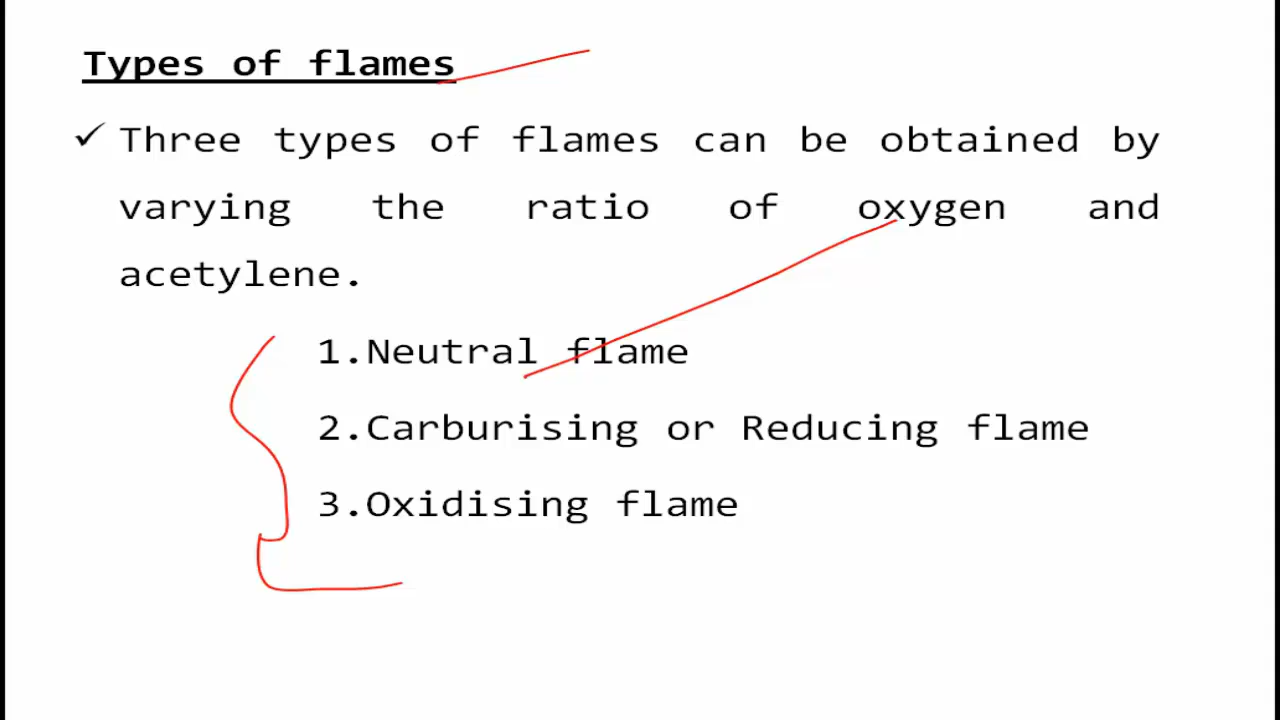 Types of flames
✓ Three types of flames can be obtained by
varying the ratio of oxygen and
acetylene.
1.Neutral flame
2.Carburising or Reducing flame
3.Oxidising flame